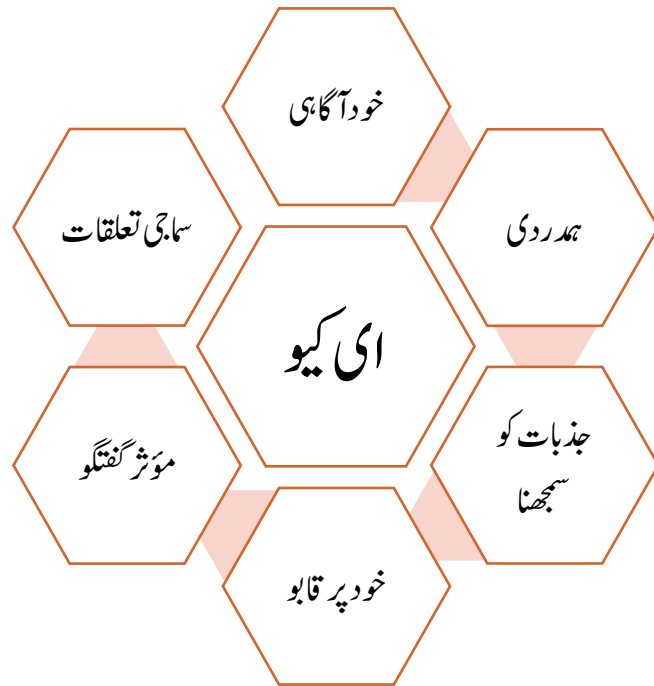 خود آگاہی
ہمدردی
سماجی تعلقات
ای کیو
جذبات کو
سمجھنا
مؤثر گفتگو
خود پر قابو